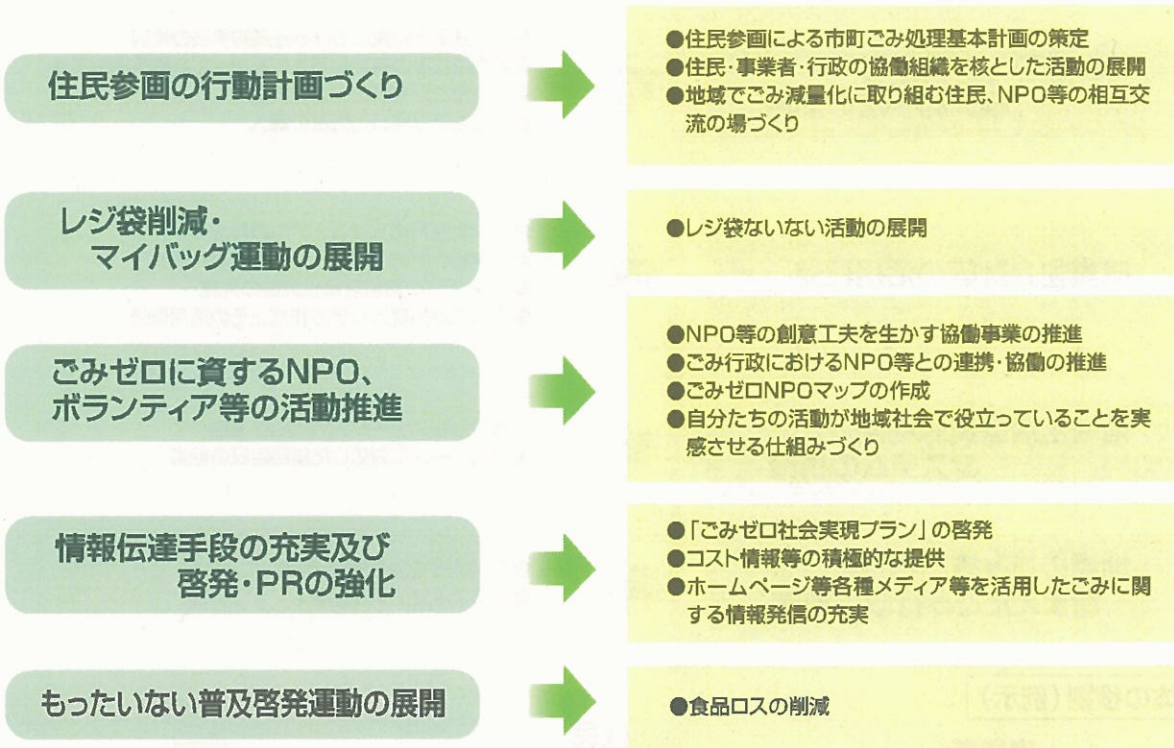 住民参画の行動計画づくり
●住民参画による市町ごみ処理基本計画の策定
●住民・事業者・行政の協働組織を核とした活動の展開
●地域でごみ減量化に取り組む住民、NPO等の相互交
流の場づくり
レジ袋削減・
マイバッグ運動の展開
●レジ袋ないない活動の展開
ごみゼロに資するNPO、
ボランティア等の活動推進
●NPO等の創意工夫を生かす協働事業の推進
●ごみ行政におけるNPO等との連携・協働の推進
●ごみゼロNPOマップの作成
●自分たちの活動が地域社会で役立っていることを実
感させる仕組みづくり
情報伝達手段の充実及び
啓発・PRの強化
●「ごみゼロ社会実現プラン」の啓発
●コスト情報等の積極的な提供
●ホームページ等各種メディア等を活用したごみに関
する情報発信の充実
もったいない普及啓発運動の展開
●食品ロスの削減